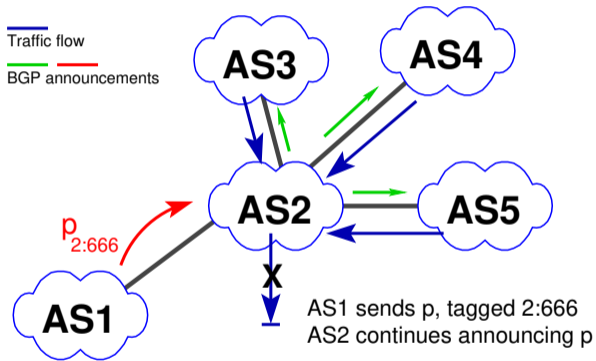 Traffic flow
BGP announcements
AS3
AS4
AS2
AS5
p2:666
AS1
X
AS1 sends p, tagged 2:666
AS2 continues announcing p